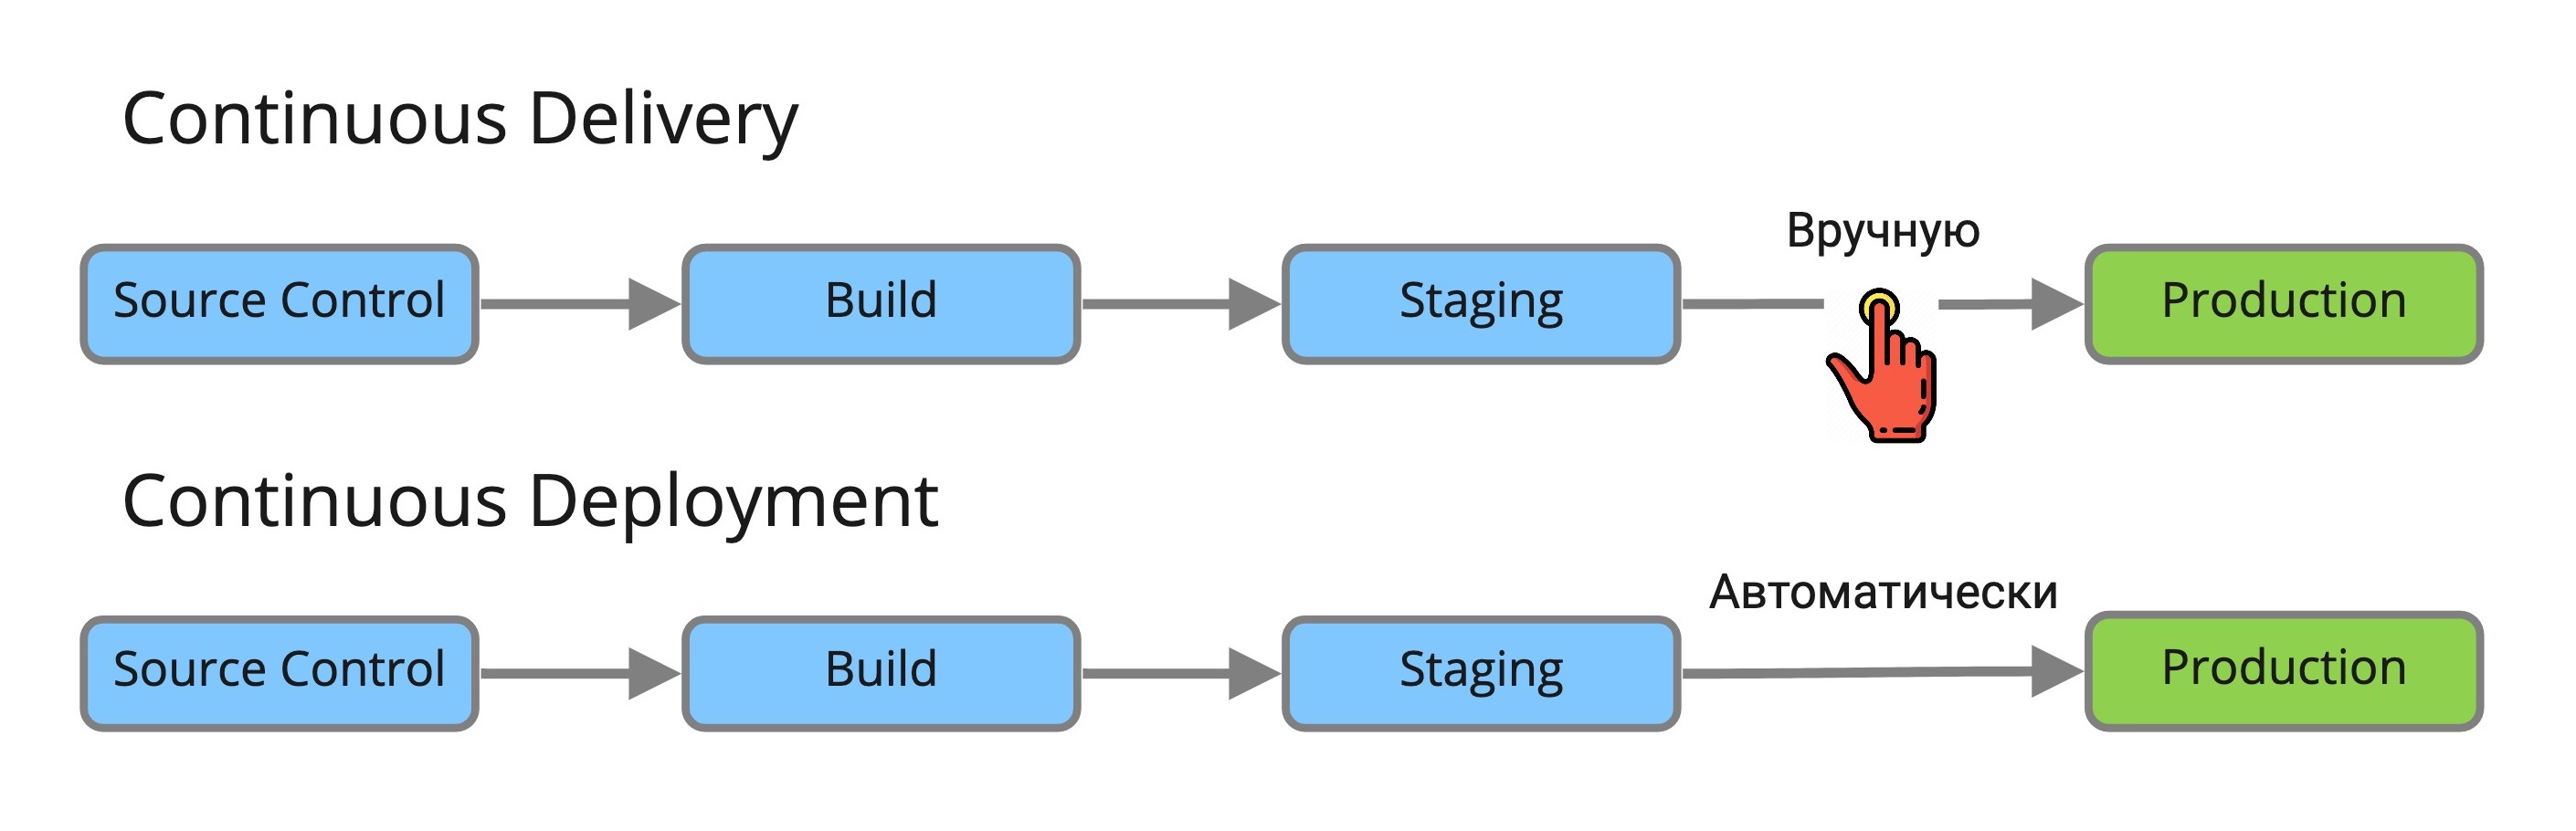 Continuous Delivery
Вручную
Source Control
Build
Staging
Production
Continuous Deployment
Автоматически
Source Control
Build
Staging
Production